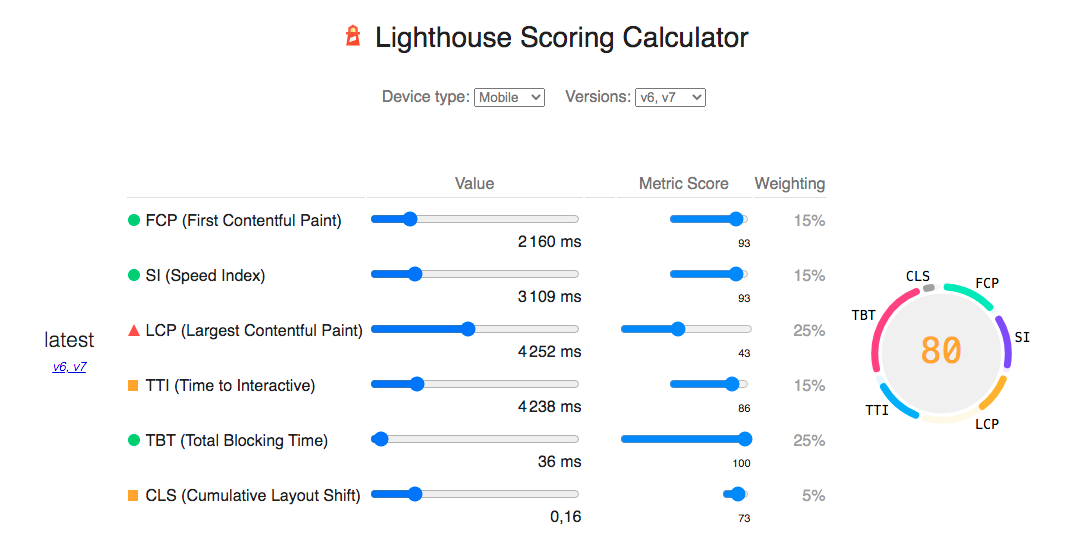 Lighthouse Scoring Calculator
Device type: Mobile Versions: v6, v7
Value Metric Score Weighting
FCP (First Contentful Paint) 15%
2 160 ms 93
SI (Speed Index) 15%
3 109 ms 93
LCP (Largest Contentful Paint) 25%
4 252 ms 43
TTI (Time to Interactive) 15%
4 238 ms 86
TBT (Total Blocking Time) 25%
36 ms 100
CLS (Cumulative Layout Shift) 5%
0,16 73
latest
v6, v7
CLS
FCP
TBT
SI
80
TTI
LCP